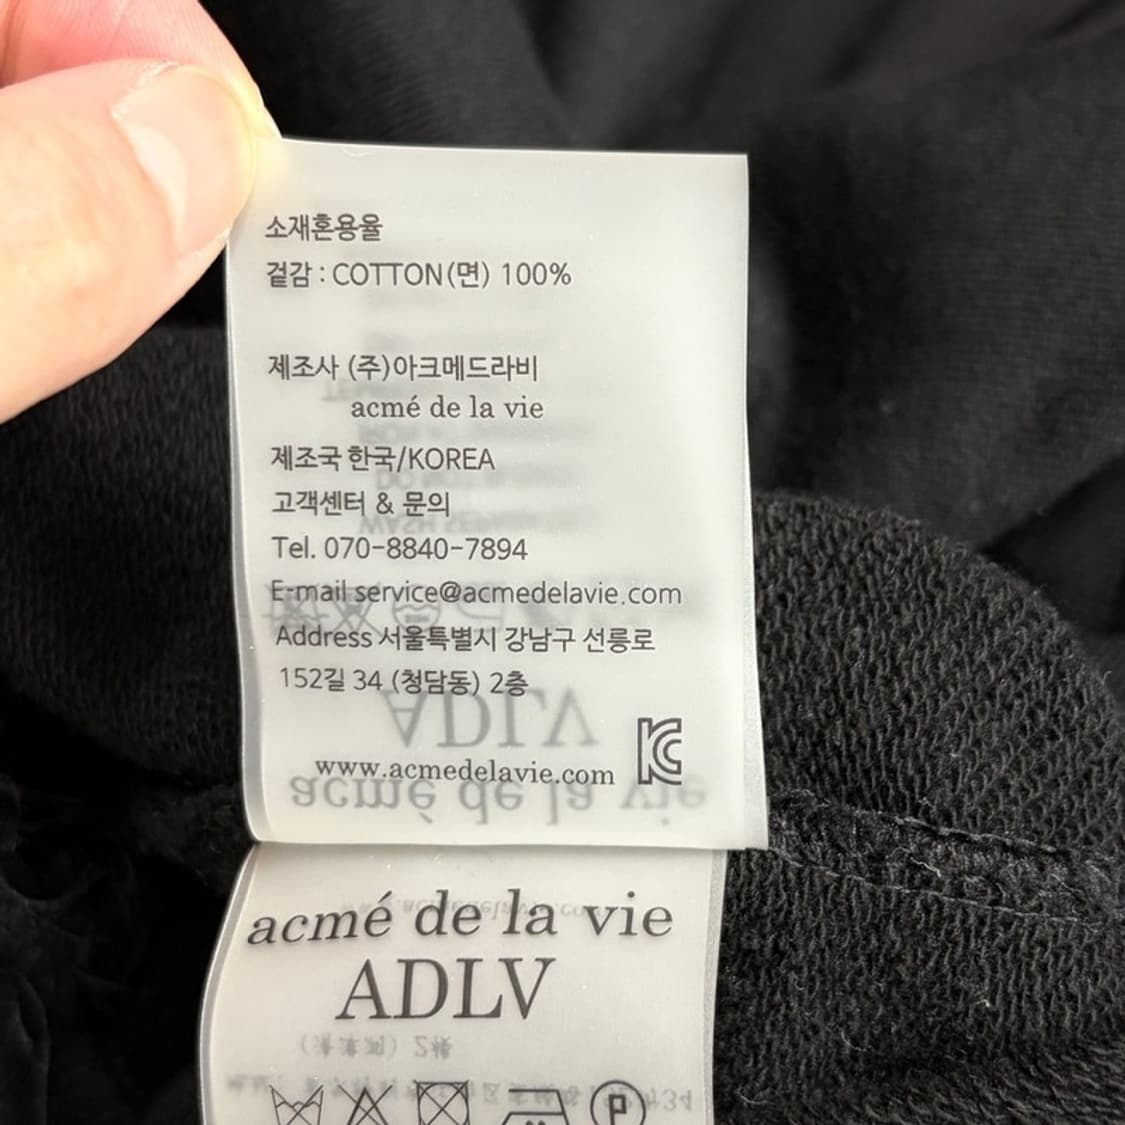 소재혼용율
겉감 : COTTON(면) 100%
제조사 (주)아크메드라비
acmé de la vie
제조국 한국/KOREA
고객센터 & 문의
Tel. 070-8840-7894
E-mail service@acmedelavie.com
Address 서울특별시 강남구 선릉로
152길 34 (청담동) 2층
www.acmedelavie.com
acmé de la vie
ADLV